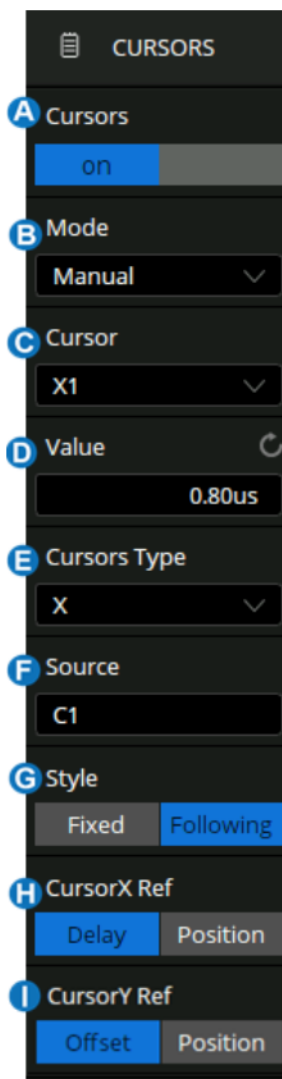 CURSORS
A Cursors
on
B Mode
Manual
C Cursor
X1
D Value
0.80us
E Cursors Type
X
F Source
C1
G Style
Fixed Following
H CursorX Ref
Delay Position
I CursorY Ref
Offset Position